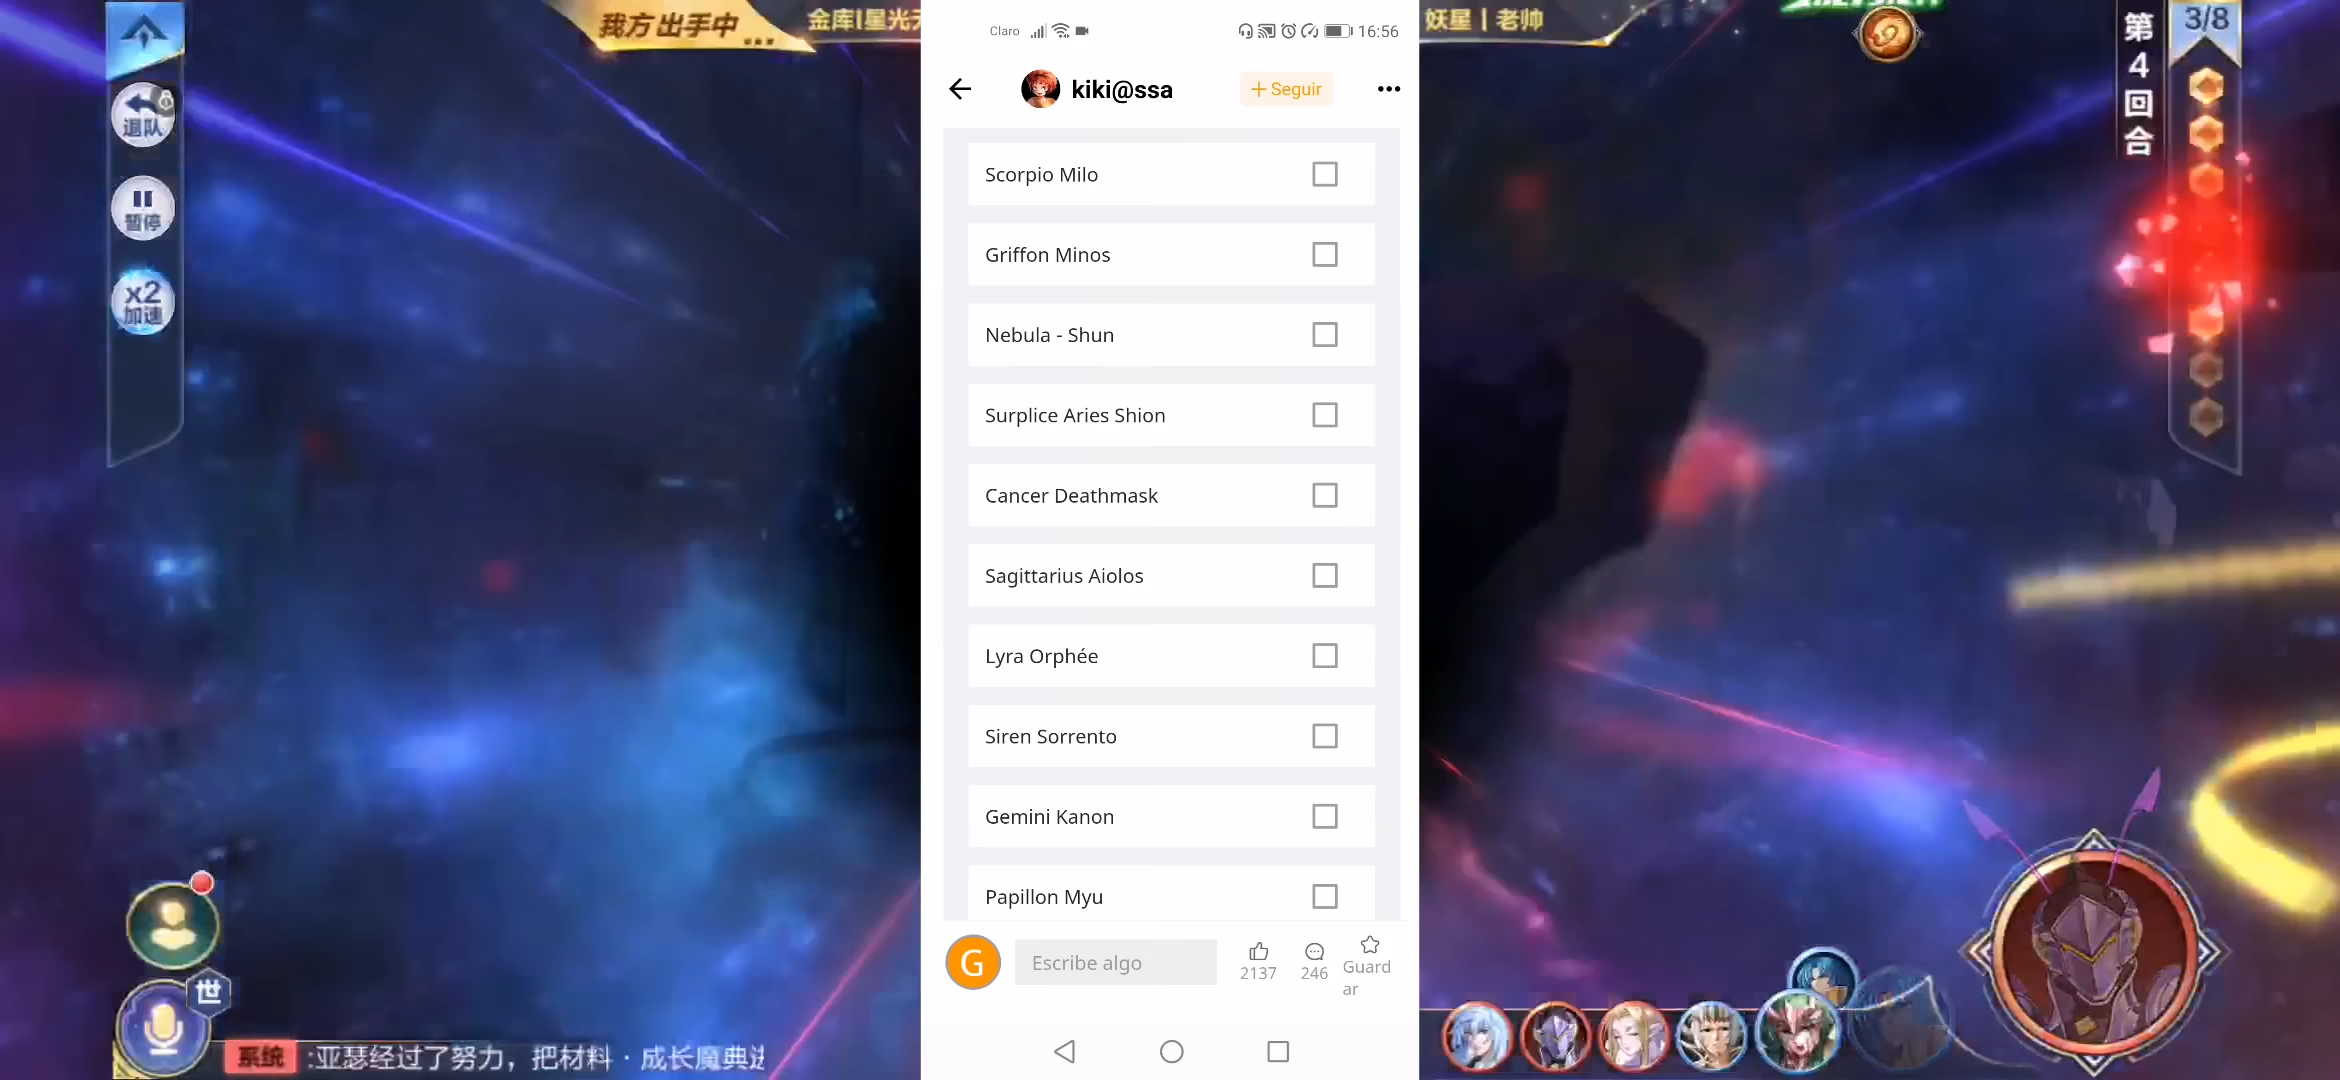 我方出手中...
金库I星光
退队
暂停
x2
加速
世
系统 :亚瑟经过了努力，把材料·成长魔典
Claro
16:56
kiki@ssa
+Seguir
Scorpio Milo
Griffon Minos
Nebula - Shun
Surplice Aries Shion
Cancer Deathmask
Sagittarius Aiolos
Lyra Orphée
Siren Sorrento
Gemini Kanon
Papillon Myu
G
Escribe algo
2137
246
Guard
ar
妖星丨老帅
第4回合
3/8